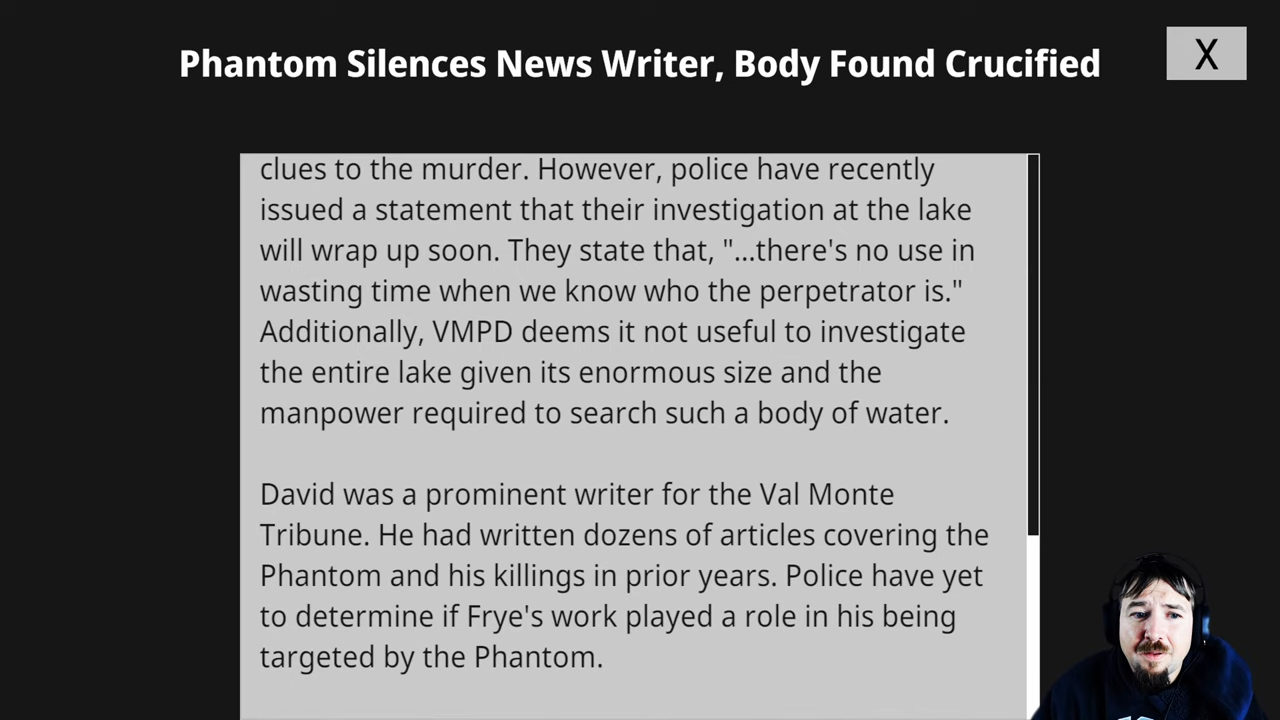 Phantom Silences News Writer, Body Found Crucified
X
clues to the murder. However, police have recently
issued a statement that their investigation at the lake
will wrap up soon. They state that, "...there's no use in
wasting time when we know who the perpetrator is."
Additionally, VMPD deems it not useful to investigate
the entire lake given its enormous size and the
manpower required to search such a body of water.
David was a prominent writer for the Val Monte
Tribune. He had written dozens of articles covering the
Phantom and his killings in prior years. Police have yet
to determine if Frye's work played a role in his being
targeted by the Phantom.